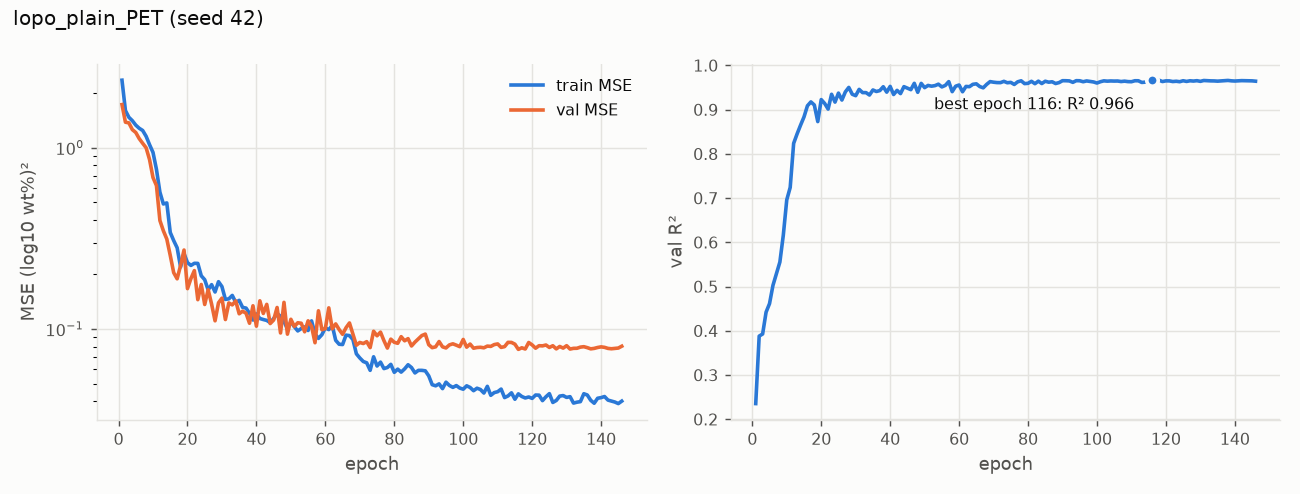 lopo_plain_PET (seed 42)
train MSE
val MSE
MSE (log10 wt%)²
10⁰
10⁻¹
0 20 40 60 80 100 120 140
epoch
val R²
1.0
0.9
0.8
0.7
0.6
0.5
0.4
0.3
0.2
best epoch 116: R² 0.966
0 20 40 60 80 100 120 140
epoch